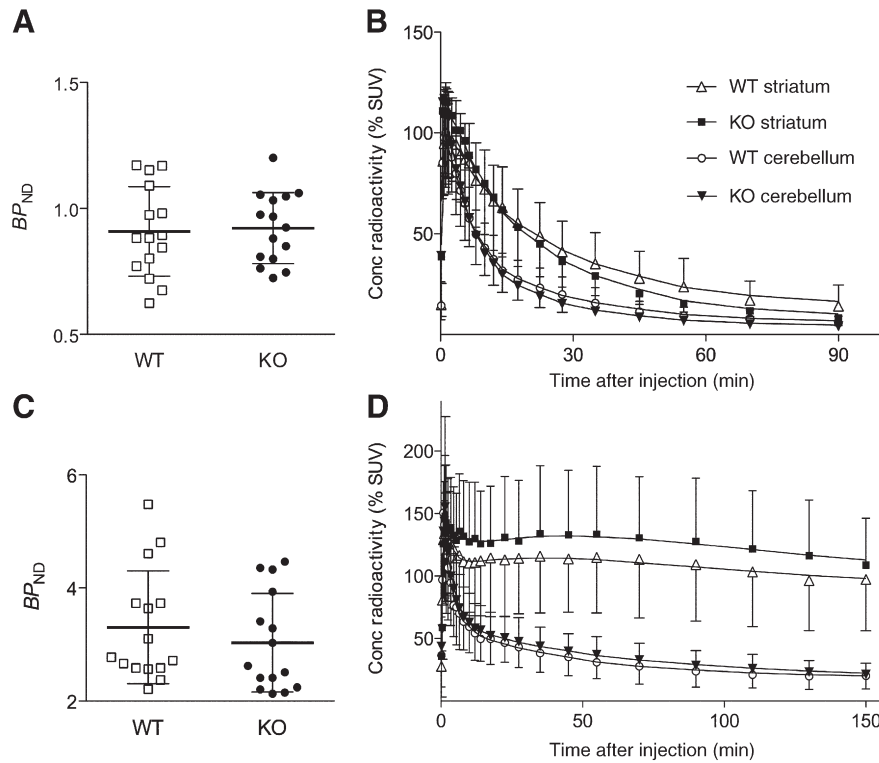 A
1.5
1.0
0.5
BPND
WT
KO
B
150
100
50
0
30
60
90
Conc radioactivity (% SUV)
Time after injection (min)
WT striatum
KO striatum
WT cerebellum
KO cerebellum
C
6
4
2
BPND
WT
KO
D
200
150
100
50
0
50
100
150
Conc radioactivity (% SUV)
Time after injection (min)